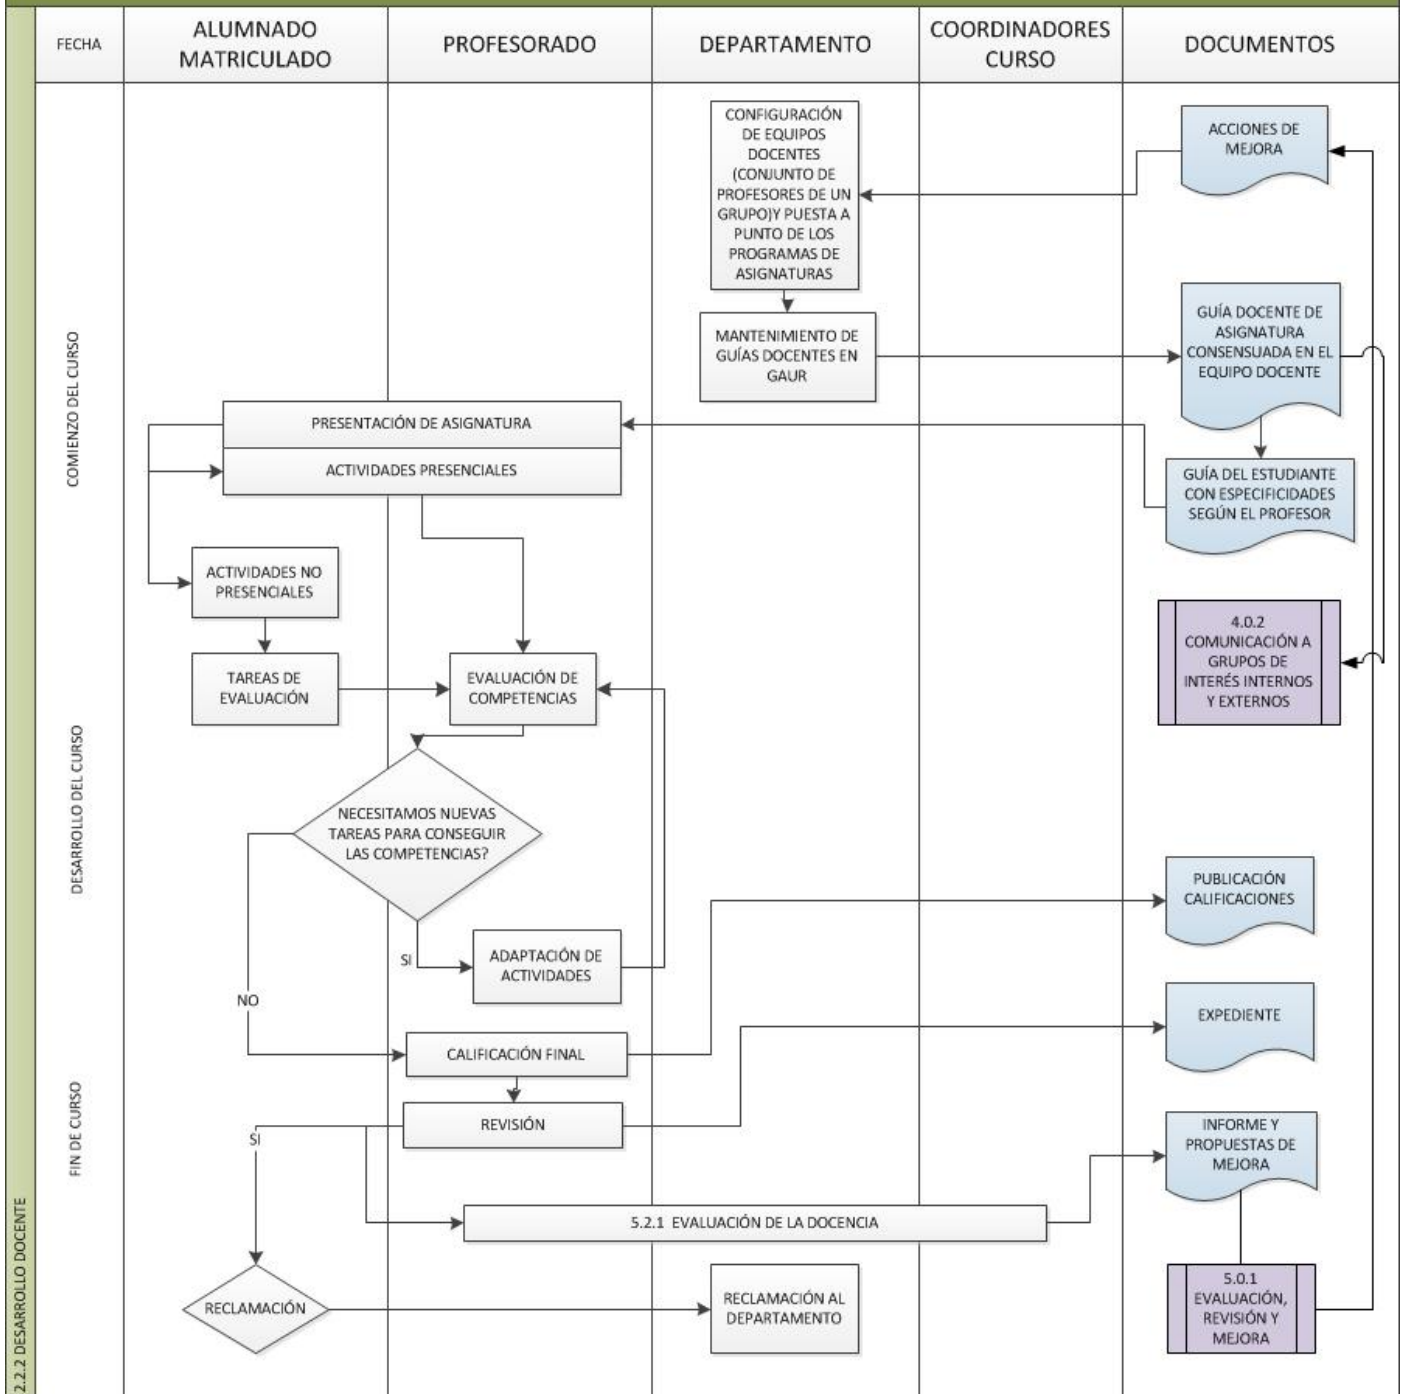 FECHA
ALUMNADO
MATRICULADO
PROFESORADO
DEPARTAMENTO
COORDINADORES
CURSO
DOCUMENTOS
CONFIGURACIÓN
DE EQUIPOS
DOCENTES
(CONJUNTO DE
PROFESORES DE UN
GRUPO)Y PUESTA A
PUNTO DE LOS
PROGRAMAS DE
ASIGNATURAS
ACCIONES DE
MEJORA
MANTENIMIENTO DE
GUÍAS DOCENTES EN
GAUR
GUÍA DOCENTE DE
ASIGNATURA
CONSENSUADA EN EL
EQUIPO DOCENTE
COMIENZO DEL CURSO
PRESENTACIÓN DE ASIGNATURA
ACTIVIDADES PRESENCIALES
GUÍA DEL ESTUDIANTE
CON ESPECIFICIDADES
SEGÚN EL PROFESOR
ACTIVIDADES NO
PRESENCIALES
4.0.2
COMUNICACIÓN A
GRUPOS DE
INTERÉS INTERNOS
Y EXTERNOS
TAREAS DE
EVALUACIÓN
EVALUACIÓN DE
COMPETENCIAS
DESARROLLO DEL CURSO
NECESITAMOS NUEVAS
TAREAS PARA CONSEGUIR
LAS COMPETENCIAS?
PUBLICACIÓN
CALIFICACIONES
SI
ADAPTACIÓN DE
ACTIVIDADES
NO
EXPEDIENTE
CALIFICACIÓN FINAL
FIN DE CURSO
REVISIÓN
SI
INFORME Y
PROPUESTAS DE
MEJORA
5.2.1 EVALUACIÓN DE LA DOCENCIA
RECLAMACIÓN
RECLAMACIÓN AL
DEPARTAMENTO
5.0.1
EVALUACIÓN,
REVISIÓN Y
MEJORA
2.2.2 DESARROLLO DOCENTE